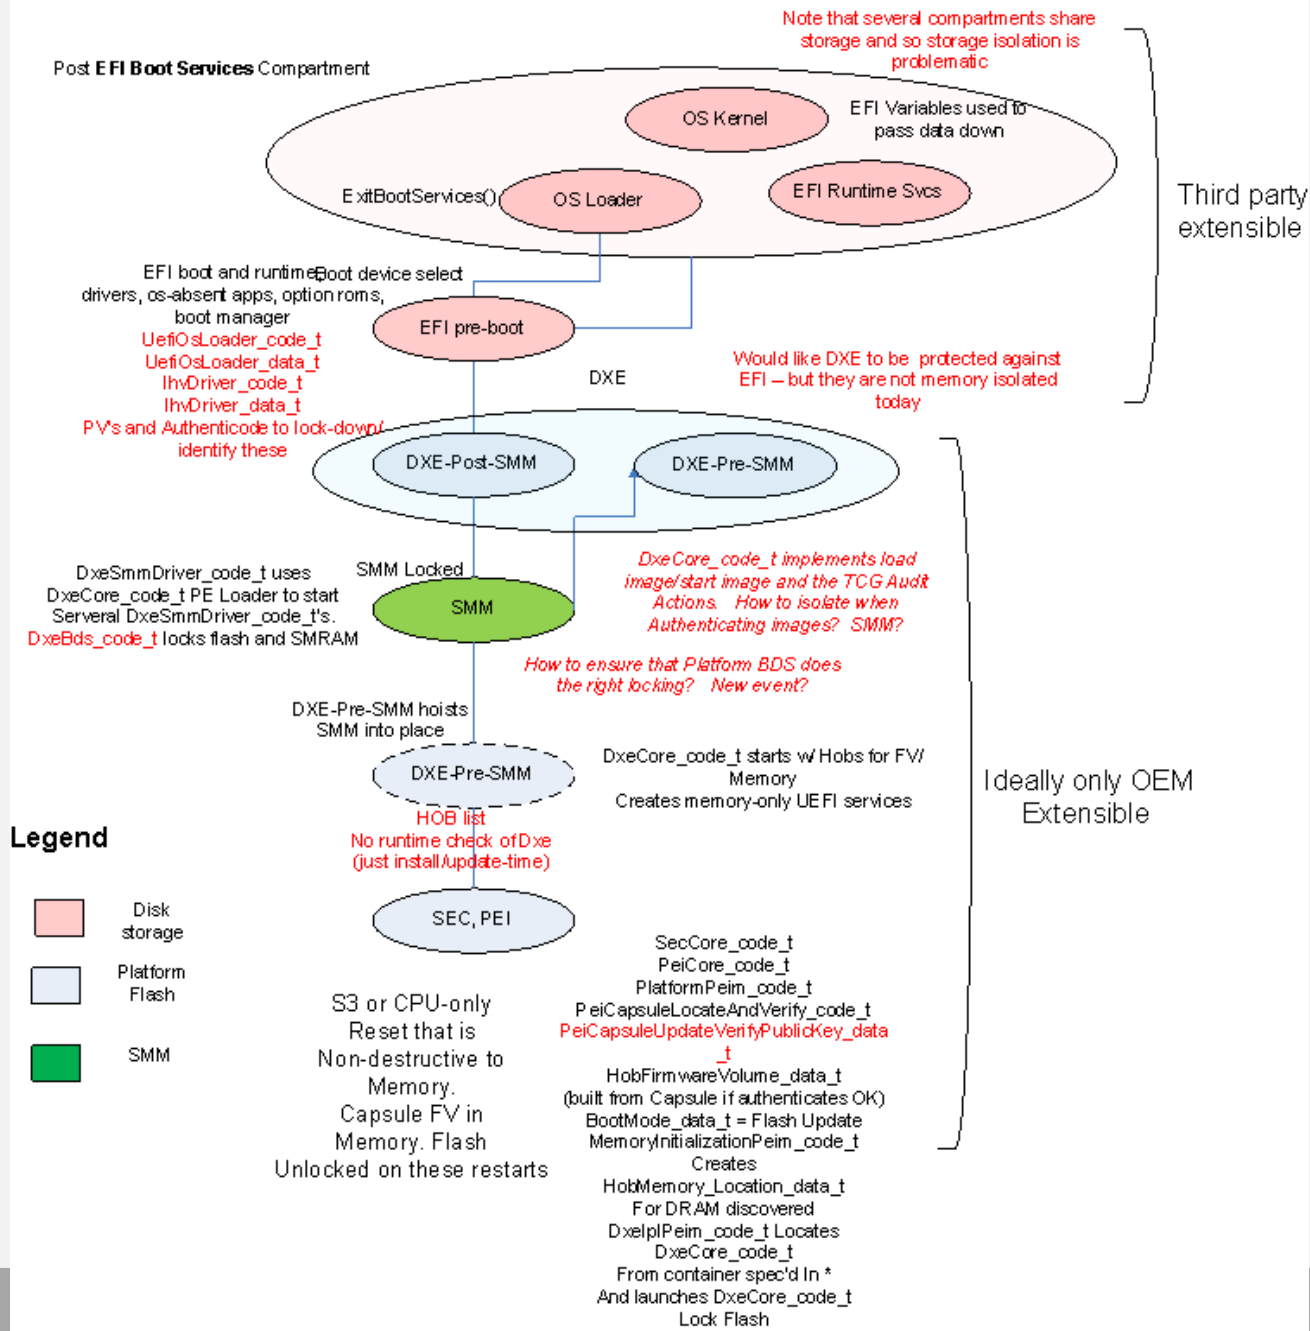 Note that several compartments share
storage and so storage isolation is
problematic
Post EFI Boot Services Compartment
OS Kernel
EFI Variables used to
pass data down
ExitBootServices()
OS Loader
EFI Runtime Svcs
Third party
extensible
EFI boot and runtime
drivers, os-absent apps, option roms,
boot manager
Boot device select
UefiOsLoader_code_t
UefiOsLoader_data_t
IhvDriver_code_t
IhvDriver_data_t
PV's and Authenticode to lock-down/
identify these
EFI pre-boot
DXE
Would like DXE to be protected against
EFI – but they are not memory isolated
today
DXE-Post-SMM
DXE-Pre-SMM
DxeSmmDriver_code_t uses
DxeCore_code_t PE Loader to start
Serveral DxeSmmDriver_code_t's.
DxeBds_code_t locks flash and SMRAM
SMM Locked
SMM
DxeCore_code_t implements load
image/start image and the TCG Audit
Actions. How to isolate when
Authenticating images? SMM?
How to ensure that Platform BDS does
the right locking? New event?
DXE-Pre-SMM hoists
SMM into place
DXE-Pre-SMM
DxeCore_code_t starts w/ Hobs for FV/
Memory
Creates memory-only UEFI services
Ideally only OEM
Extensible
HOB list
No runtime check of Dxe
(just install/update-time)
SEC, PEI
Legend
Disk
storage
Platform
Flash
SMM
S3 or CPU-only
Reset that is
Non-destructive to
Memory.
Capsule FV in
Memory. Flash
Unlocked on these restarts
SecCore_code_t
PeiCore_code_t
PlatformPeim_code_t
PeiCapsuleLocateAndVerify_code_t
PeiCapsuleUpdateVerifyPublicKey_data
_t
HobFirmwareVolume_data_t
(built from Capsule if authenticates OK)
BootMode_data_t = Flash Update
MemoryInitializationPeim_code_t
Creates
HobMemory_Location_data_t
For DRAM discovered
DxeIplPeim_code_t Locates
DxeCore_code_t
From container spec'd In *
And launches DxeCore_code_t
Lock Flash